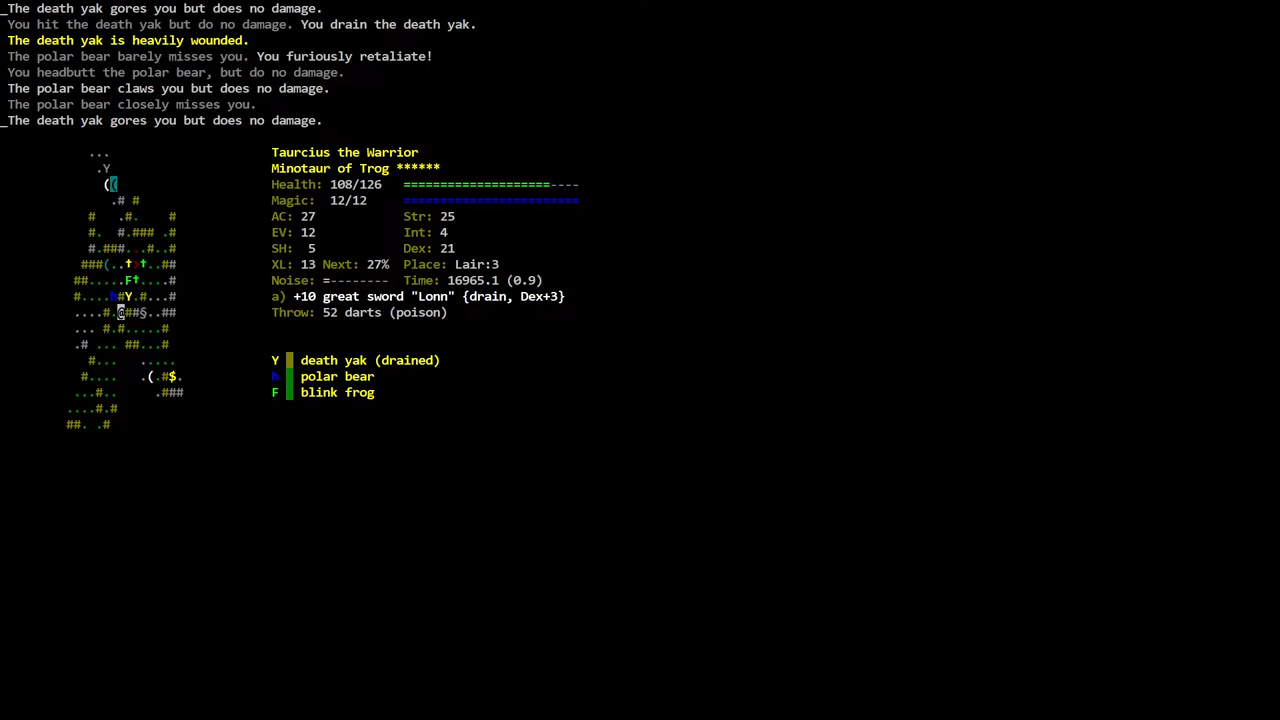 _The death yak gores you but does no damage.
You hit the death yak but do no damage. You drain the death yak.
The death yak is heavily wounded.
The polar bear barely misses you. You furiously retaliate!
You headbutt the polar bear, but do no damage.
The polar bear claws you but does no damage.
The polar bear closely misses you.
_The death yak gores you but does no damage.
Taurcius the Warrior
Minotaur of Trog ******
Health: 108/126 ====================----
Magic: 12/12 ========================
AC: 27 Str: 25
EV: 12 Int: 4
SH: 5 Dex: 21
XL: 13 Next: 27% Place: Lair:3
Noise: =-------- Time: 16965.1 (0.9)
a) +10 great sword "Lonn" {drain, Dex+3}
Throw: 52 darts (poison)
Y death yak (drained)
h polar bear
F blink frog